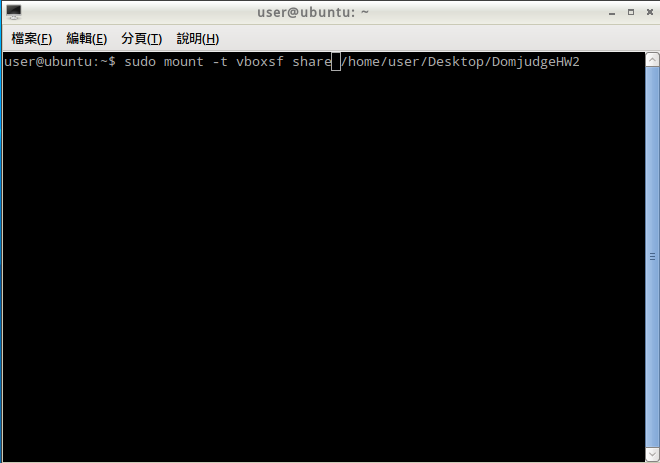 user@ubuntu: ~
檔案(F) 編輯(E) 分頁(T) 說明(H)
user@ubuntu:~$ sudo mount -t vboxsf share /home/user/Desktop/DomjudgeHW2